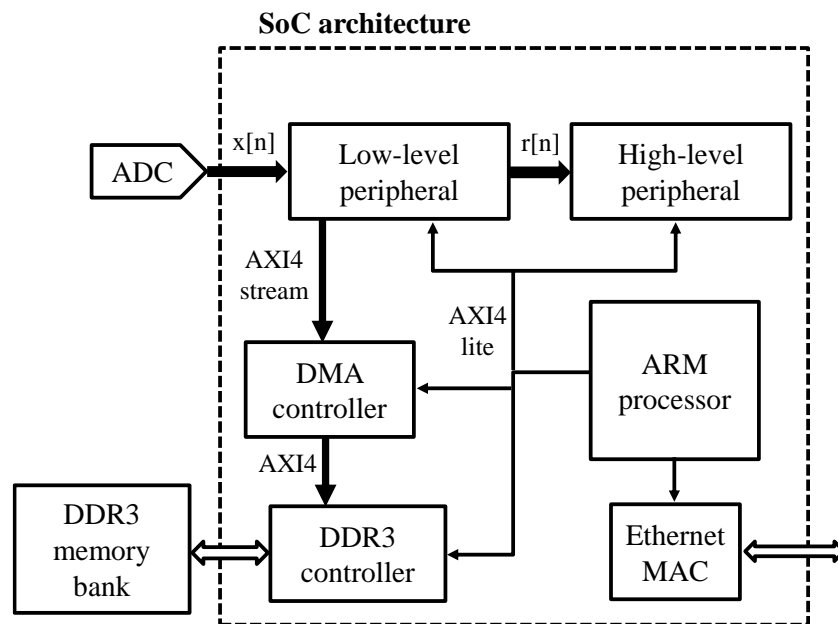 SoC architecture
x[n]
r[n]
ADC
Low-level
peripheral
High-level
peripheral
AXI4
stream
AXI4
lite
DMA
controller
ARM
processor
AXI4
DDR3
memory
bank
DDR3
controller
Ethernet
MAC